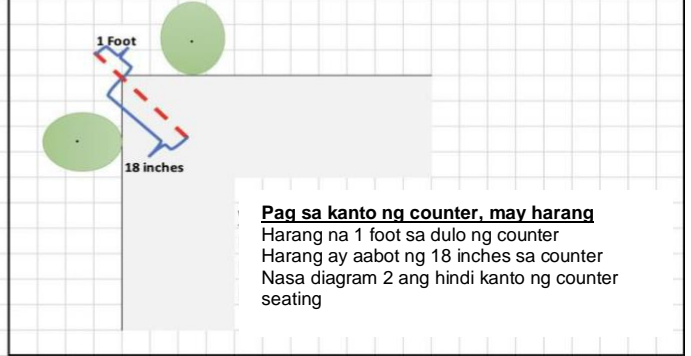 1 Foot
18 inches
Pag sa kanto ng counter, may harang
Harang na 1 foot sa dulo ng counter
Harang ay aabot ng 18 inches sa counter
Nasa diagram 2 ang hindi kanto ng counter
seating